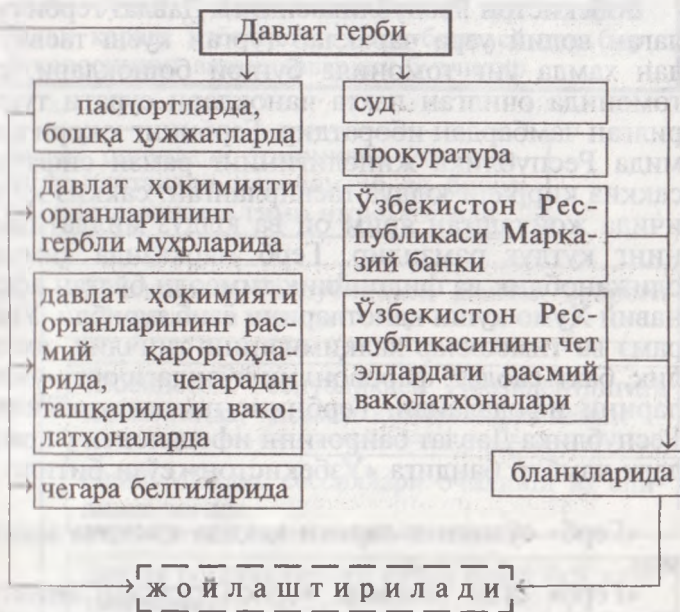 Давлат герби
паспортларда,
бошқа ҳужжатларда
давлат ҳокимияти
органларининг
гербли муҳрларида
давлат ҳокимияти
органларининг рас-
мий қароргоҳла-
рида, чегарадан
ташқаридаги вако-
латхоналарда
чегара белгиларида
суд
прокуратура
Ўзбекистон Рес-
публикаси Марка-
зий банки
Ўзбекистон Рес-
публикасининг чет
эллардаги расмий
ваколатхоналари
бланкларида
жойлаштирилади